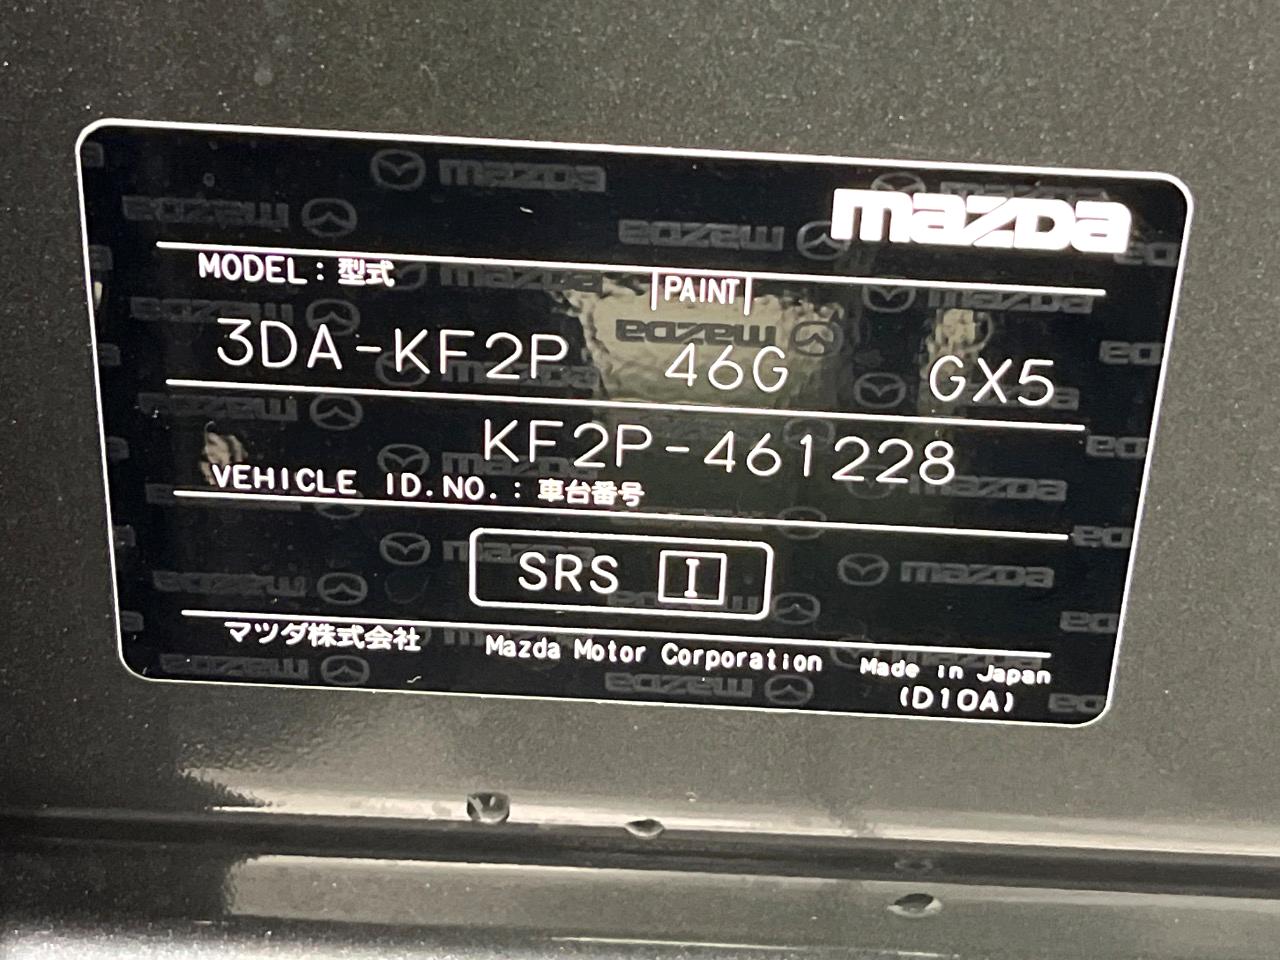 mazda
MODEL : 型式 PAINT
3DA-KF2P 46G GX5
KF2P-461228
VEHICLE ID.NO. : 車台番号
SRS I
マツダ株式会社 Mazda Motor Corporation Made in Japan
(D10A)